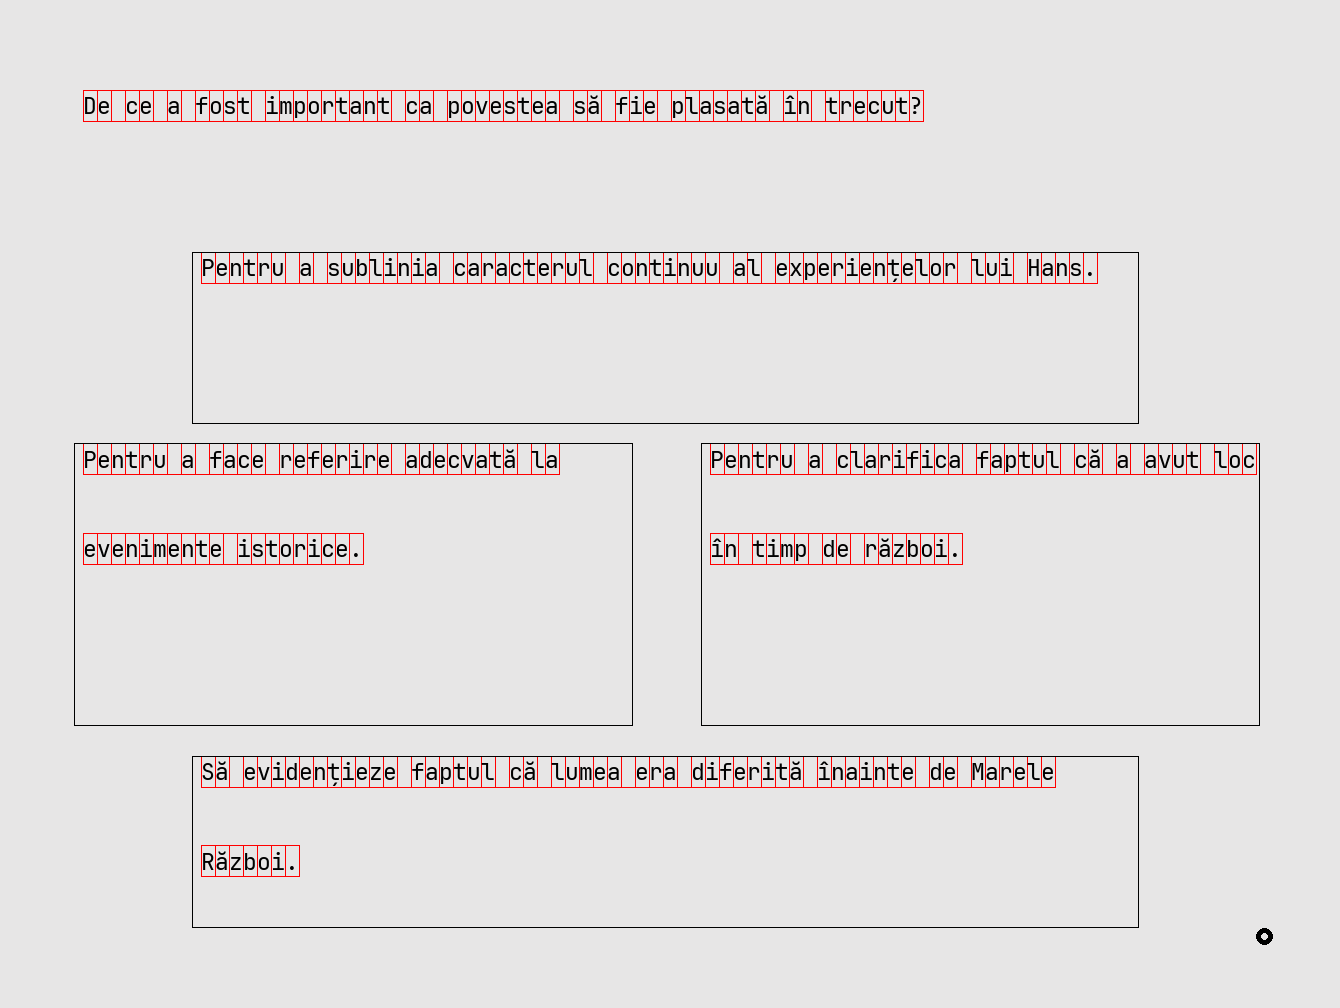 De ce a fost important ca povestea să fie plasată în trecut?
Pentru a sublinia caracterul continuu al experiențelor lui Hans.
Pentru a face referire adecvată la
evenimente istorice.
Pentru a clarifica faptul că a avut loc
în timp de război.
Să evidențieze faptul că lumea era diferită înainte de Marele
Război.